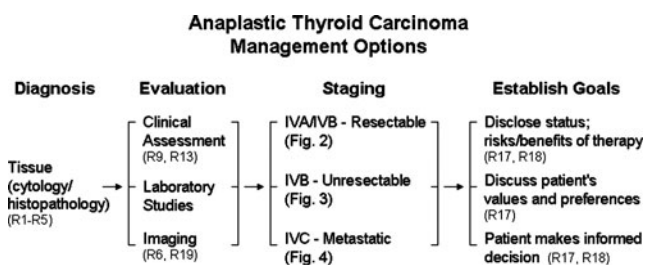 Anaplastic Thyroid Carcinoma
Management Options
Diagnosis
Evaluation
Staging
Establish Goals
Tissue
(cytology/
histopathology)
(R1-R5)
Clinical
Assessment
(R9, R13)
Laboratory
Studies
Imaging
(R6, R19)
IVA/IVB - Resectable
(Fig. 2)
IVB - Unresectable
(Fig. 3)
IVC - Metastatic
(Fig. 4)
Disclose status;
risks/benefits of therapy
(R17, R18)
Discuss patient's
values and preferences
(R17)
Patient makes informed
decision (R17, R18)